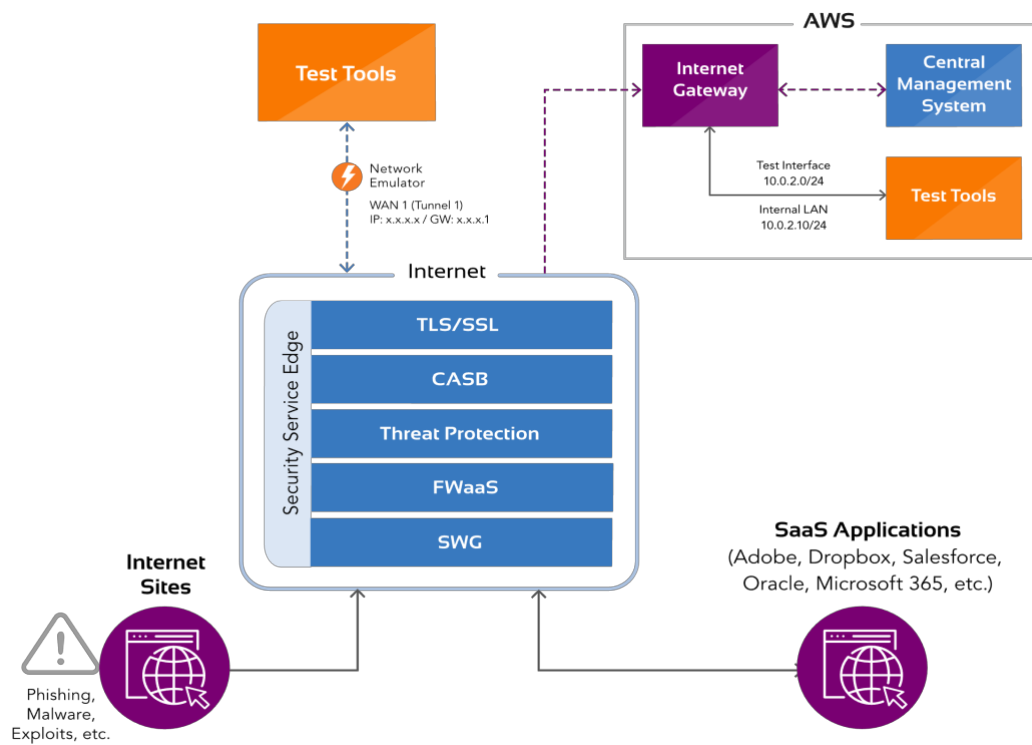 AWS
Test Tools
Internet
Gateway
Central
Management
System
Network
Emulator
WAN 1 (Tunnel 1)
IP: x.x.x.x / GW: x.x.x.1
Test Interface
10.0.2.0/24
Internal LAN
10.0.2.10/24
Test Tools
Internet
Security Service Edge
TLS/SSL
CASB
Threat Protection
FWaaS
SWG
Internet
Sites
Phishing,
Malware,
Exploits, etc.
SaaS Applications
(Adobe, Dropbox, Salesforce,
Oracle, Microsoft 365, etc.)